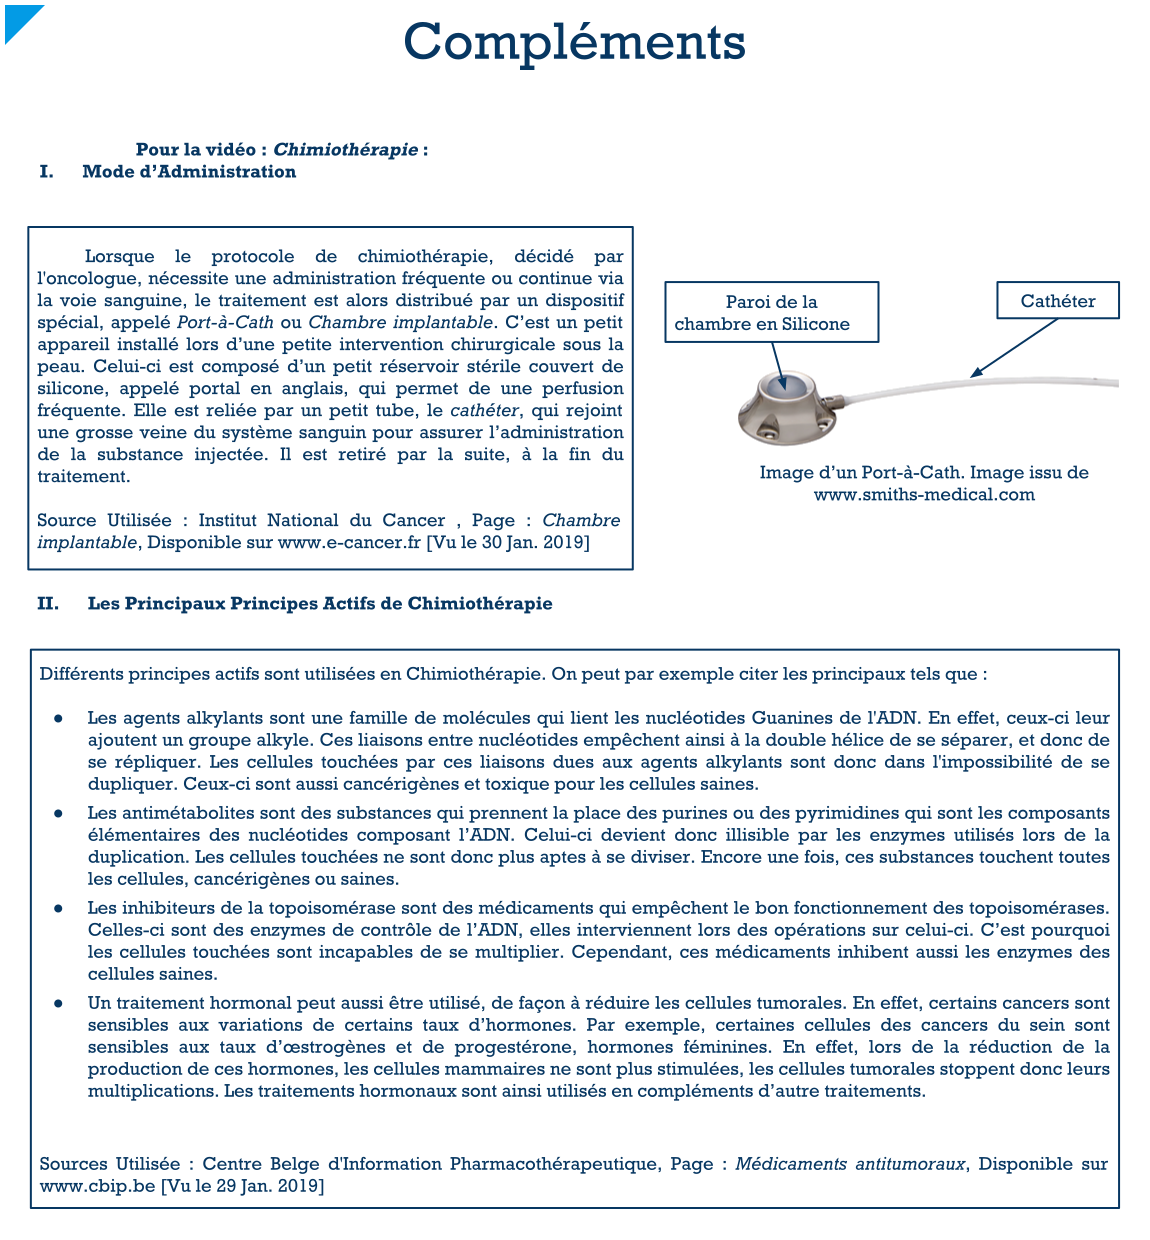 Compléments
Pour la vidéo : Chimiothérapie :
I. Mode d’Administration
Lorsque le protocole de chimiothérapie, décidé par
l'oncologue, nécessite une administration fréquente ou continue via
la voie sanguine, le traitement est alors distribué par un dispositif
spécial, appelé Port-à-Cath ou Chambre implantable. C’est un petit
appareil installé lors d’une petite intervention chirurgicale sous la
peau. Celui-ci est composé d’un petit réservoir stérile couvert de
silicone, appelé portal en anglais, qui permet de une perfusion
fréquente. Elle est reliée par un petit tube, le cathéter, qui rejoint
une grosse veine du système sanguin pour assurer l’administration
de la substance injectée. Il est retiré par la suite, à la fin du
traitement.
Source Utilisée : Institut National du Cancer , Page : Chambre
implantable, Disponible sur www.e-cancer.fr [Vu le 30 Jan. 2019]
Paroi de la
chambre en Silicone
Cathéter
Image d’un Port-à-Cath. Image issu de
www.smiths-medical.com
II. Les Principaux Principes Actifs de Chimiothérapie
Différents principes actifs sont utilisées en Chimiothérapie. On peut par exemple citer les principaux tels que :
● Les agents alkylants sont une famille de molécules qui lient les nucléotides Guanines de l'ADN. En effet, ceux-ci leur
ajoutent un groupe alkyle. Ces liaisons entre nucléotides empêchent ainsi à la double hélice de se séparer, et donc de
se répliquer. Les cellules touchées par ces liaisons dues aux agents alkylants sont donc dans l'impossibilité de se
dupliquer. Ceux-ci sont aussi cancérigènes et toxique pour les cellules saines.
● Les antimétabolites sont des substances qui prennent la place des purines ou des pyrimidines qui sont les composants
élémentaires des nucléotides composant l’ADN. Celui-ci devient donc illisible par les enzymes utilisés lors de la
duplication. Les cellules touchées ne sont donc plus aptes à se diviser. Encore une fois, ces substances touchent toutes
les cellules, cancérigènes ou saines.
● Les inhibiteurs de la topoisomérase sont des médicaments qui empêchent le bon fonctionnement des topoisomérases.
Celles-ci sont des enzymes de contrôle de l’ADN, elles interviennent lors des opérations sur celui-ci. C’est pourquoi
les cellules touchées sont incapables de se multiplier. Cependant, ces médicaments inhibent aussi les enzymes des
cellules saines.
● Un traitement hormonal peut aussi être utilisé, de façon à réduire les cellules tumorales. En effet, certains cancers sont
sensibles aux variations de certains taux d’hormones. Par exemple, certaines cellules des cancers du sein sont
sensibles aux taux d’œstrogènes et de progestérone, hormones féminines. En effet, lors de la réduction de la
production de ces hormones, les cellules mammaires ne sont plus stimulées, les cellules tumorales stoppent donc leurs
multiplications. Les traitements hormonaux sont ainsi utilisés en compléments d’autre traitements.
Sources Utilisée : Centre Belge d'Information Pharmacothérapeutique, Page : Médicaments antitumoraux, Disponible sur
www.cbip.be [Vu le 29 Jan. 2019]